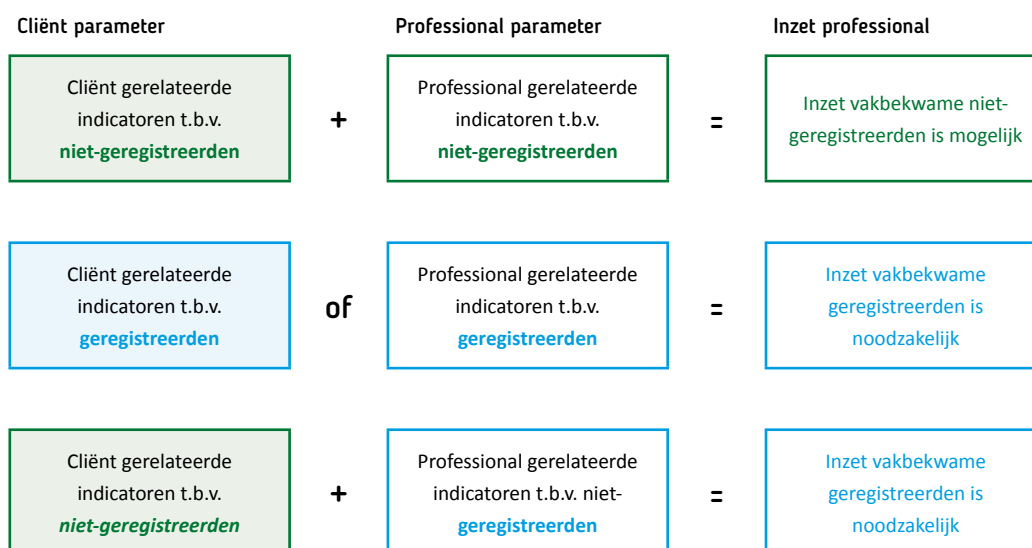 Cliënt parameter
Professional parameter
Inzet professional
Cliënt gerelateerde
indicatoren t.b.v.
niet-geregistreerden
+
Professional gerelateerde
indicatoren t.b.v.
niet-geregistreerden
=
Inzet vakbekwame niet-
geregistreerden is mogelijk
Cliënt gerelateerde
indicatoren t.b.v.
geregistreerden
of
Professional gerelateerde
indicatoren t.b.v.
geregistreerden
=
Inzet vakbekwame
geregistreerden is
noodzakelijk
Cliënt gerelateerde
indicatoren t.b.v.
niet-geregistreerden
+
Professional gerelateerde
indicatoren t.b.v. niet-
geregistreerden
=
Inzet vakbekwame
geregistreerden is
noodzakelijk